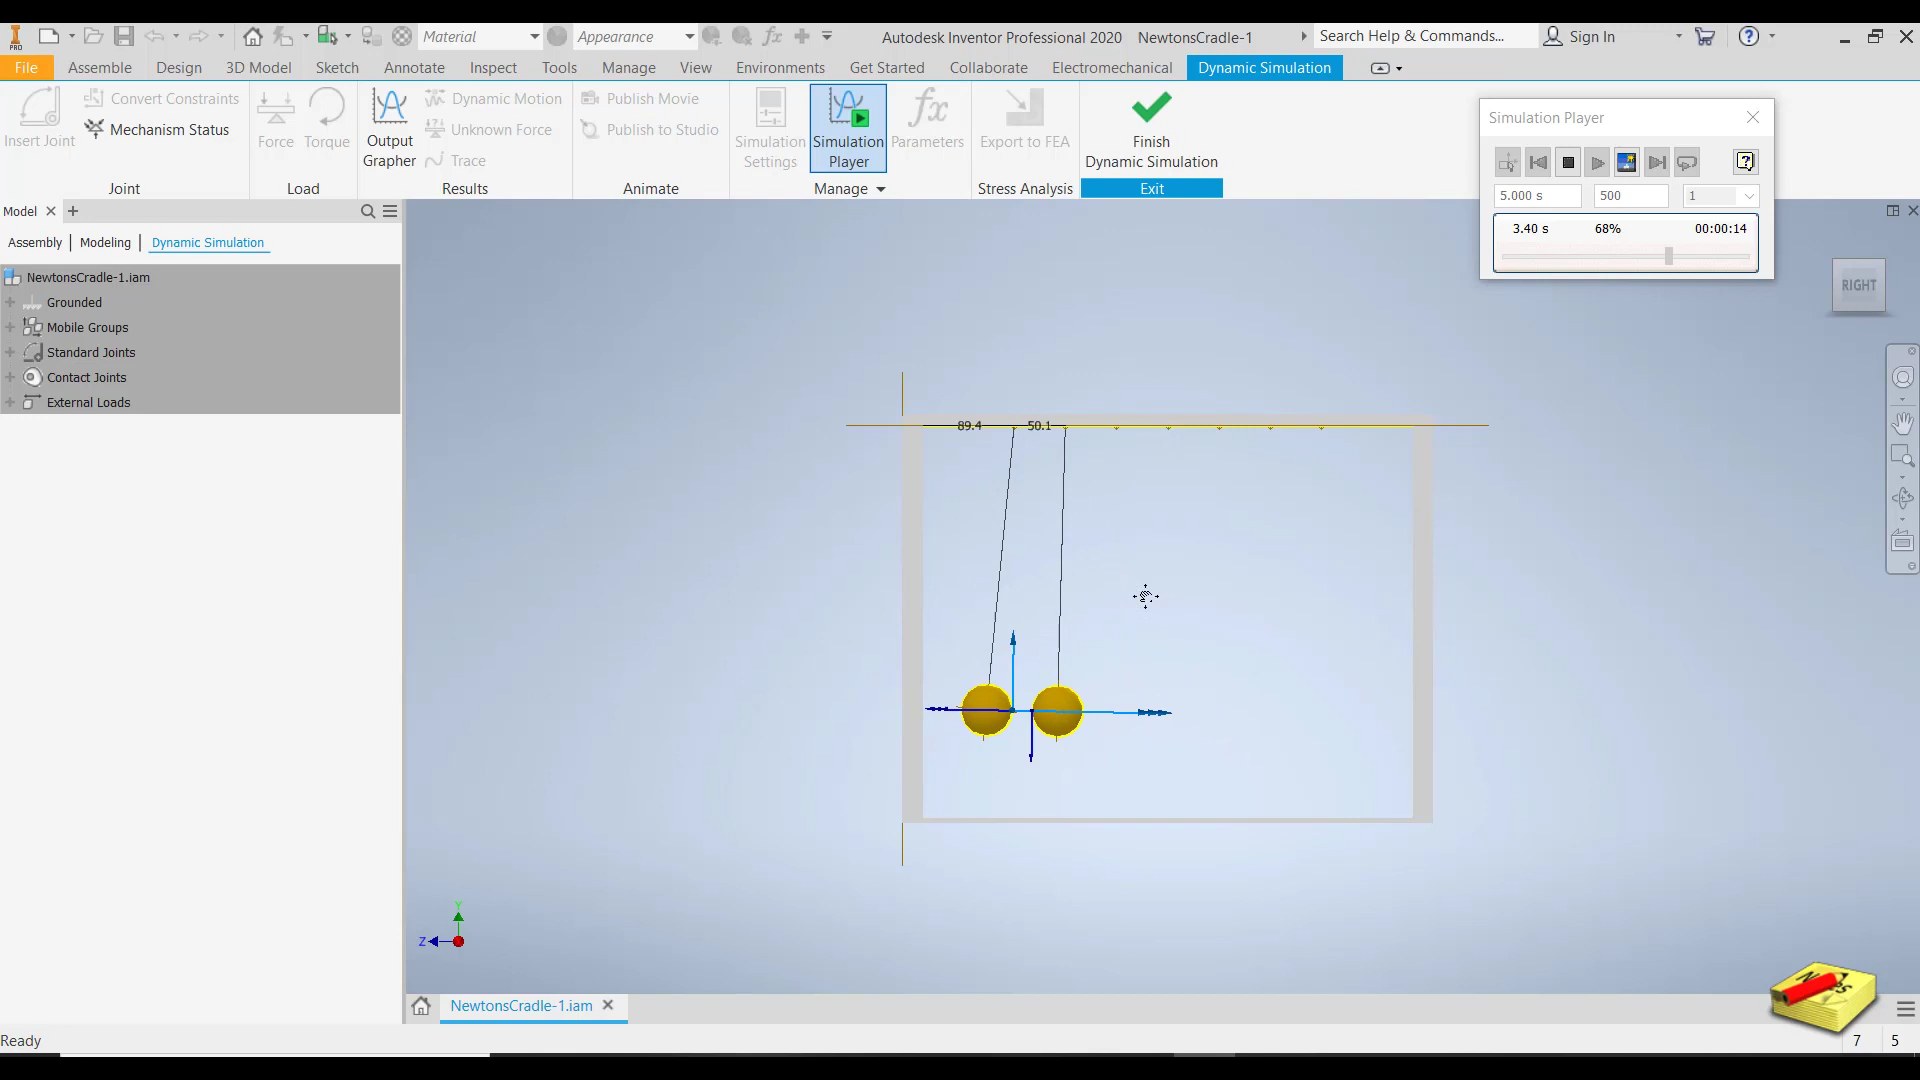 PRO
Material
Appearance
Autodesk Inventor Professional 2020 NewtonsCradle-1
Search Help & Commands...
Sign In
File
Assemble
Design
3D Model
Sketch
Annotate
Inspect
Tools
Manage
View
Environments
Get Started
Collaborate
Electromechanical
Dynamic Simulation
Insert Joint
Convert Constraints
Mechanism Status
Joint
Force
Torque
Load
Output
Grapher
Dynamic Motion
Unknown Force
Trace
Results
Publish Movie
Publish to Studio
Animate
Simulation
Settings
Simulation
Player
fx
Parameters
Manage
Export to FEA
Stress Analysis
Finish
Dynamic Simulation
Exit
Simulation Player
5.000 s
500
1
3.40 s
68%
00:00:14
Model
Assembly
Modeling
Dynamic Simulation
NewtonsCradle-1.iam
Grounded
Mobile Groups
Standard Joints
Contact Joints
External Loads
RIGHT
89.4
50.1
Y
Z
NewtonsCradle-1.iam
Ready
7
5